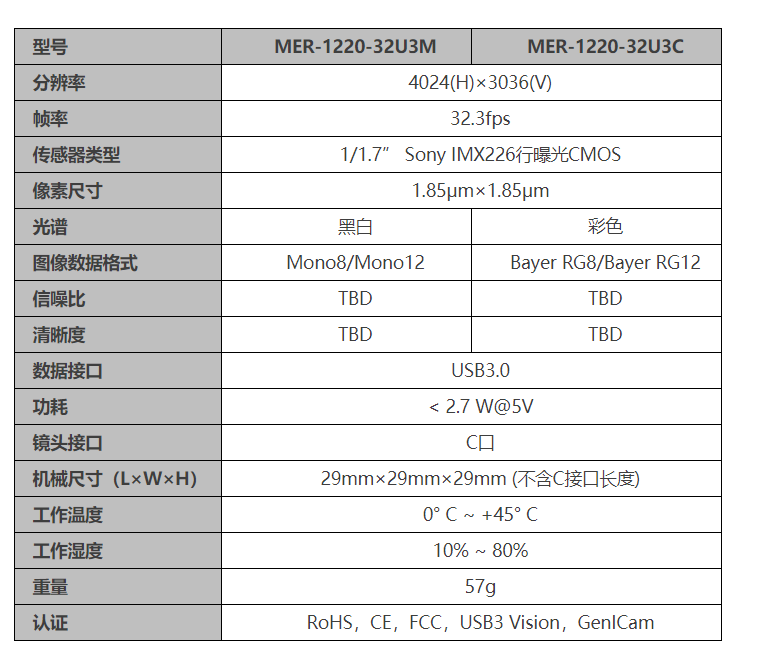 型号 MER-1220-32U3M MER-1220-32U3C
分辨率 4024(H)×3036(V)
帧率 32.3fps
传感器类型 1/1.7” Sony IMX226行曝光CMOS
像素尺寸 1.85μm×1.85μm
光谱 黑白 彩色
图像数据格式 Mono8/Mono12 Bayer RG8/Bayer RG12
信噪比 TBD TBD
清晰度 TBD TBD
数据接口 USB3.0
功耗 < 2.7 W@5V
镜头接口 C口
机械尺寸（L×W×H） 29mm×29mm×29mm (不含C接口长度)
工作温度 0° C ~ +45° C
工作湿度 10% ~ 80%
重量 57g
认证 RoHS，CE，FCC，USB3 Vision，GenICam